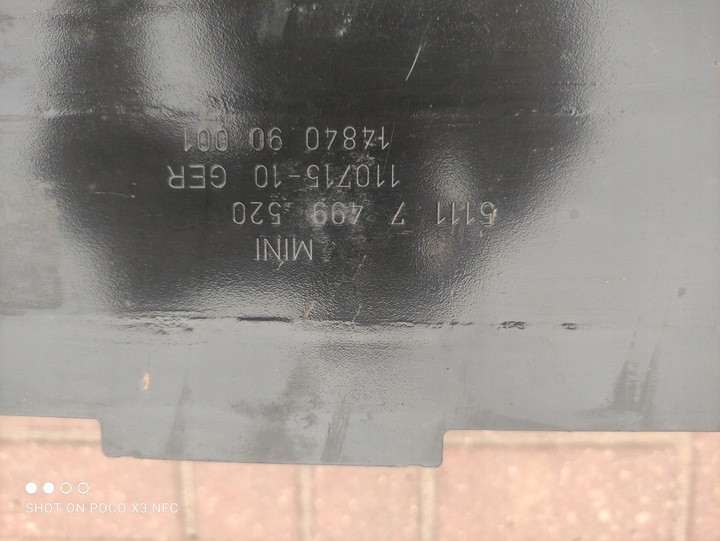 MINI
5111 7 499 520
110715-10 GER
14840 90 001
SHOT ON POCO X3 NFC